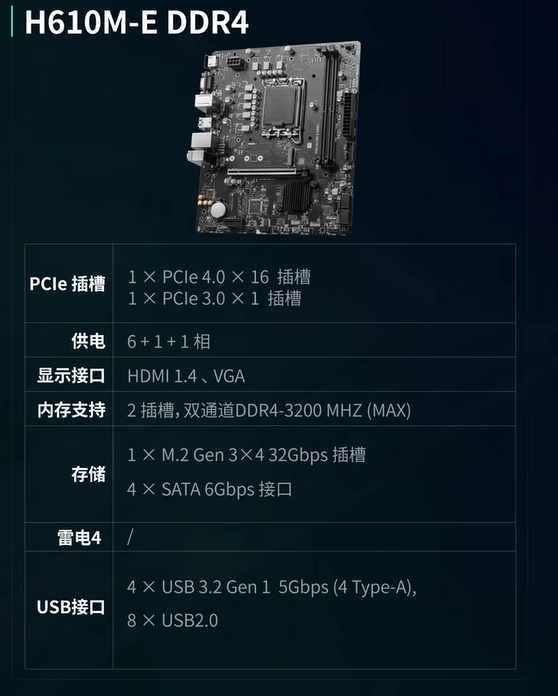 H610M-E DDR4
PCIe 插槽
1 × PCIe 4.0 × 16 插槽
1 × PCIe 3.0 × 1 插槽
供电
6 + 1 + 1 相
显示接口
HDMI 1.4 、VGA
内存支持
2 插槽, 双通道DDR4-3200 MHZ (MAX)
存储
1 × M.2 Gen 3×4 32Gbps 插槽
4 × SATA 6Gbps 接口
雷电4
/
USB接口
4 × USB 3.2 Gen 1 5Gbps (4 Type-A),
8 × USB2.0